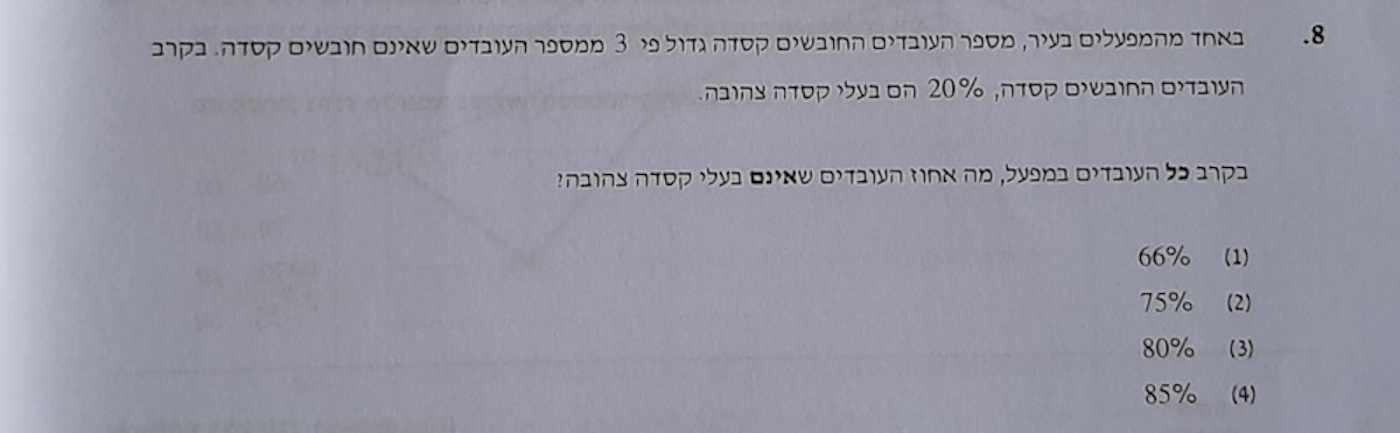 8. באחד מהמפעלים בעיר, מספר העובדים החובשים קסדה גדול פי 3 ממספר העובדים שאינם חובשים קסדה. בקרב
העובדים החובשים קסדה, 20% הם בעלי קסדה צהובה.
בקרב כל העובדים במפעל, מה אחוז העובדים שאינם בעלי קסדה צהובה?
(1) 66%
(2) 75%
(3) 80%
(4) 85%